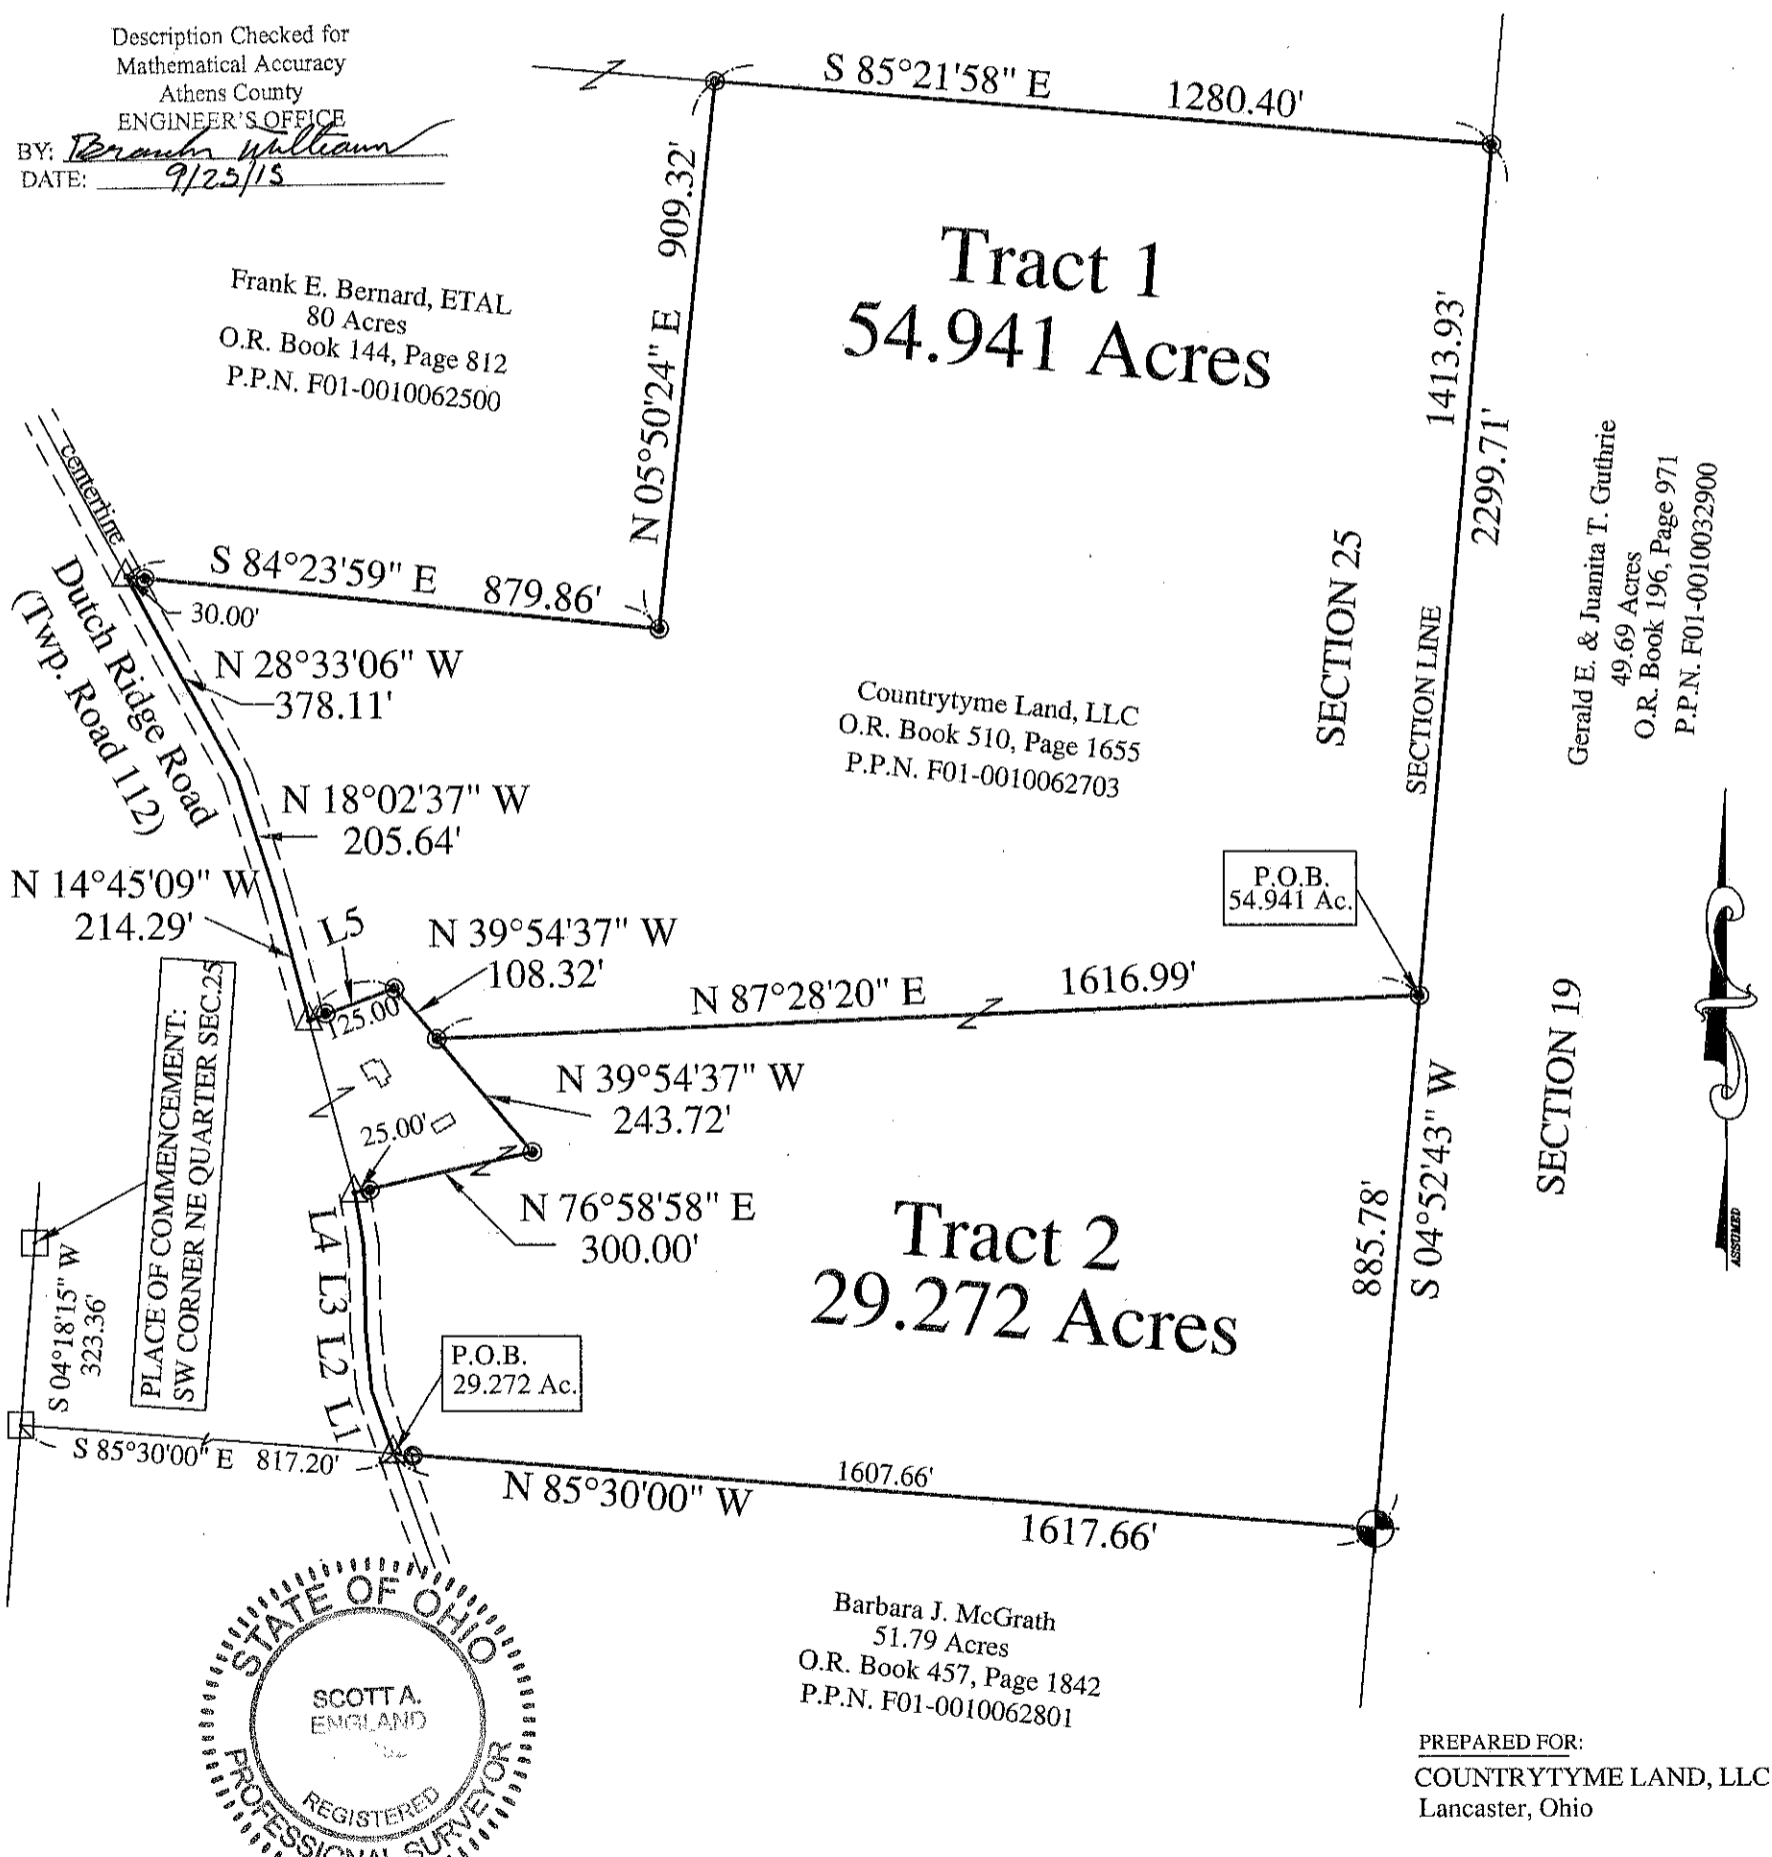 Description Checked for
Mathematical Accuracy
Athens County
ENGINEER'S OFFICE
BY:
DATE: 9/25/15
S 85°21'58" E 1280.40'
909.32'
N 05°50'24" E
Tract 1
54.941 Acres
1413.93'
2299.71'
Frank E. Bernard, ETAL
80 Acres
O.R. Book 144, Page 812
P.P.N. F01-0010062500
Gerald E. & Juanita T. Guthrie
49.69 Acres
O.R. Book 196, Page 971
P.P.N. F01-0010032900
centerline
Dutch Ridge Road
(Twp. Road 112)
S 84°23'59" E 879.86'
30.00'
N 28°33'06" W
378.11'
SECTION 25
SECTION LINE
Countrytyme Land, LLC
O.R. Book 510, Page 1655
P.P.N. F01-0010062703
N 18°02'37" W
205.64'
N 14°45'09" W
214.29'
L5
N 39°54'37" W
108.32'
P.O.B.
54.941 Ac.
N 87°28'20" E 1616.99'
25.00'
PLACE OF COMMENCEMENT:
SW CORNER NE QUARTER SEC.25
N 39°54'37" W
243.72'
25.00'
SECTION 19
N 76°58'58" E
300.00'
Tract 2
29.272 Acres
885.78'
S 04°52'43" W
ASSUMED
S 04°18'15" W
323.36'
L4 L3 L2 L1
P.O.B.
29.272 Ac.
S 85°30'00" E 817.20'
1607.66'
N 85°30'00" W
1617.66'
STATE OF OHIO
SCOTT A.
ENGLAND
REGISTERED
PROFESSIONAL SURVEYOR
Barbara J. McGrath
51.79 Acres
O.R. Book 457, Page 1842
P.P.N. F01-0010062801
PREPARED FOR:
COUNTRYTYME LAND, LLC
Lancaster, Ohio